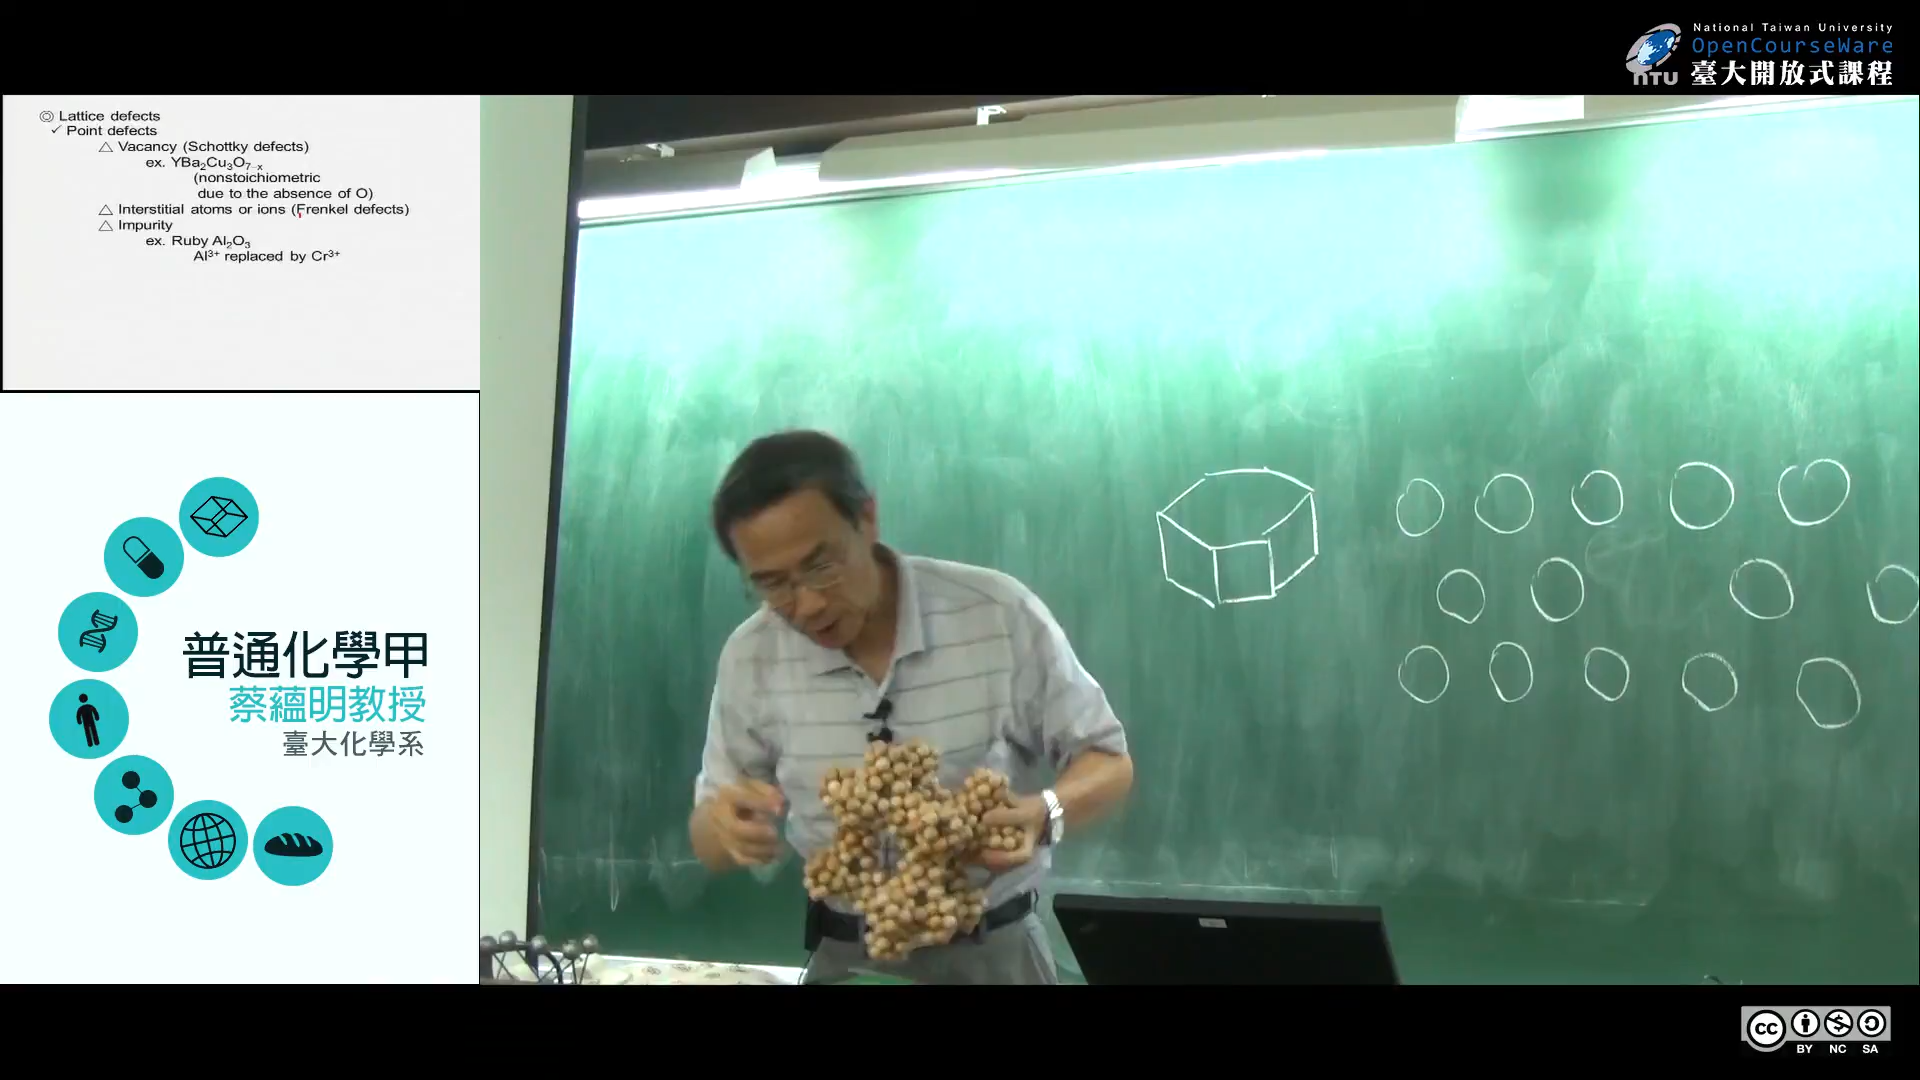 National Taiwan University
OpenCourseWare
NTU 臺大開放式課程
◎ Lattice defects
✓ Point defects
△ Vacancy (Schottky defects)
ex. YBa₂Cu₃O₇₋ₓ
(nonstoichiometric
due to the absence of O)
△ Interstitial atoms or ions (Frenkel defects)
△ Impurity
ex. Ruby Al₂O₃
Al³⁺ replaced by Cr³⁺
普通化學甲
蔡蘊明教授
臺大化學系
cc
BY NC SA